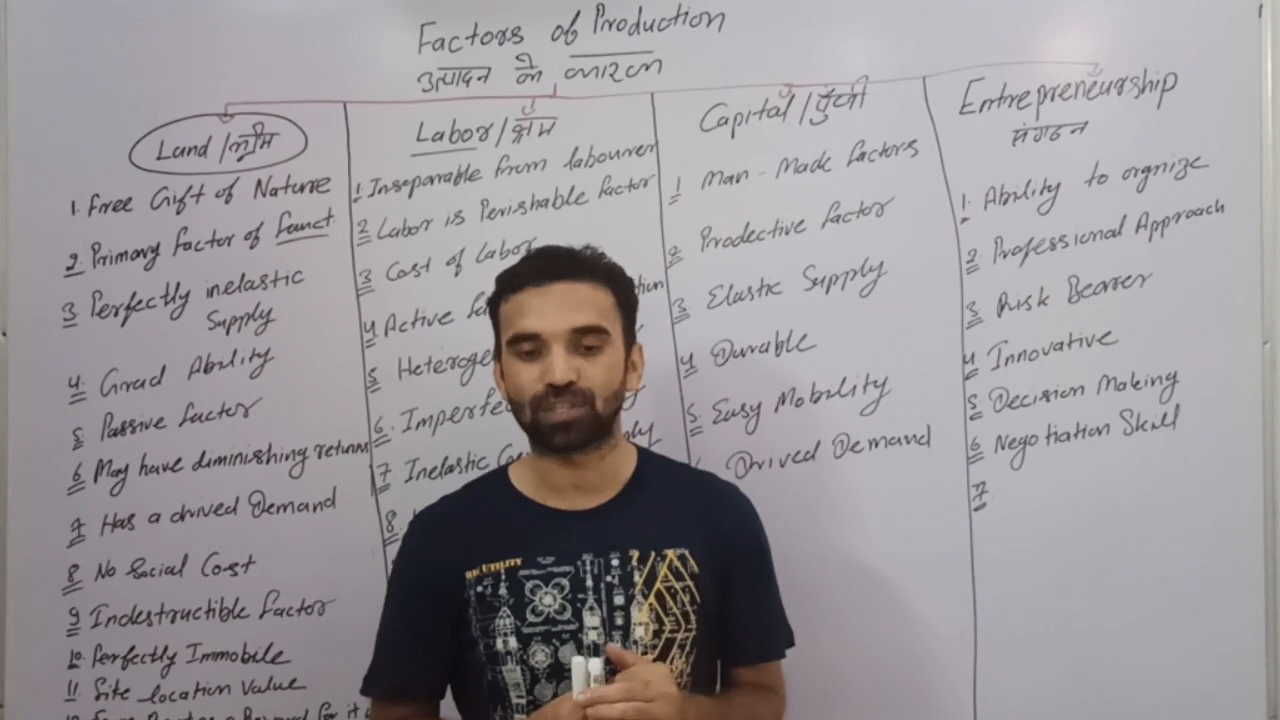 Factors of Production
उत्पादन के कारक
Land/भूमि
1. Free Gift of Nature
2. Primary factor of
3 Perfectly inelastic
Supply
4. Grad Ability
5 Passive factor
6 May have diminishing returns
7 Has a drived Demand
8 No Social Cost
9 Indestructible factor
10 Perfectly Immobile
11 Site location value
Labor/श्रम
1. Inseparable from labourer
2 Labor is Perishable factor
3 Cost of Labor
4 Active
5
6.
7 Inelastic
8.
Capital/पूँजी
1 Man-Made factors
2. Prodective factor
3 Elastic Supply
4 Durable
5. Easy Mobility
Drived Demand
Entrepreneurship
संगठन
1. Ability to orgnize
2 Professional Approach
3 Risk Bearer
4. Innovative
5 Decision Making
6 Negotiation Skill
7
UTILITY